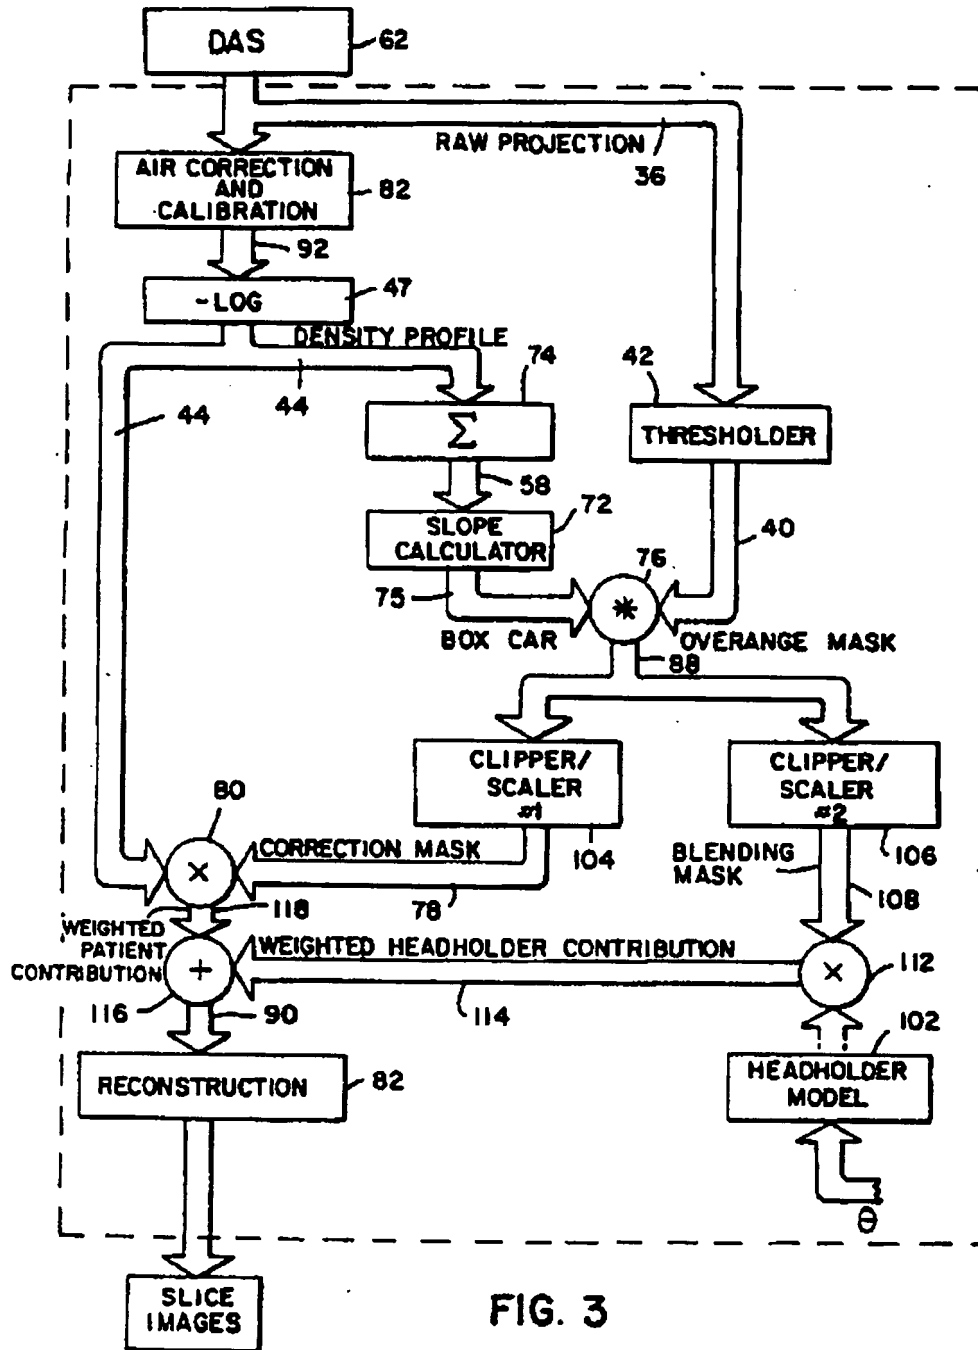 DAS
62
RAW PROJECTION
36
AIR CORRECTION
AND
CALIBRATION
82
92
-LOG
47
DENSITY PROFILE
44
44
74
Σ
42
THRESHOLDER
58
SLOPE
CALCULATOR
72
40
75
76
*
BOX CAR
OVERANGE MASK
88
CLIPPER/
SCALER
#1
104
CLIPPER/
SCALER
#2
106
80
×
CORRECTION MASK
78
BLENDING
MASK
108
118
WEIGHTED
PATIENT
CONTRIBUTION
+
WEIGHTED HEADHOLDER CONTRIBUTION
×
112
116
90
114
102
RECONSTRUCTION
82
HEADHOLDER
MODEL
θ
SLICE
IMAGES
FIG. 3